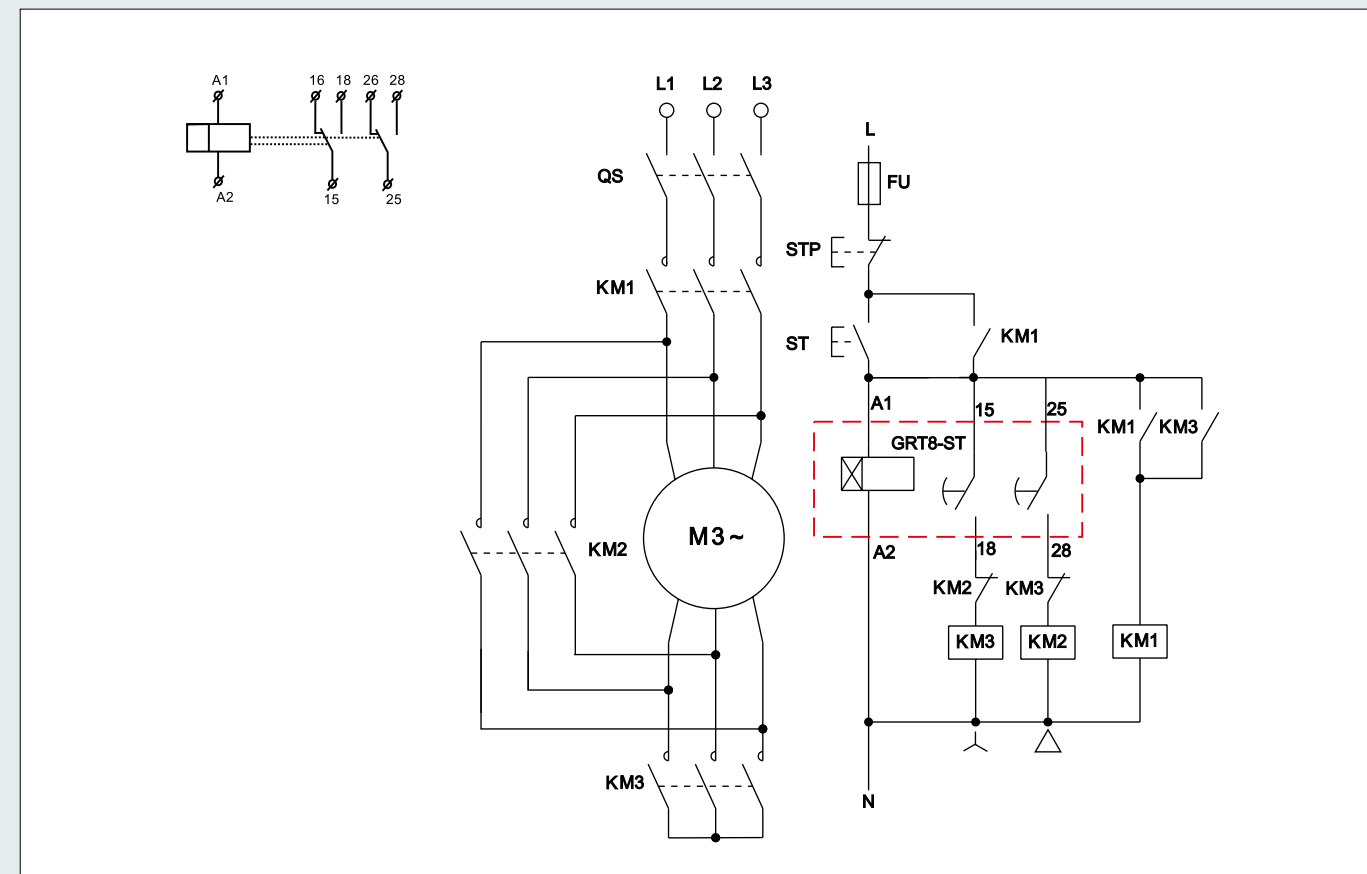 A1 16 18 26 28
A2 15 25
L1 L2 L3
QS
KM1
KM2
M3~
KM3
L
FU
STP
ST KM1
A1 15 25 KM1 KM3
GRT8-ST
A2 18 28
KM2 KM3
KM3 KM2 KM1
N